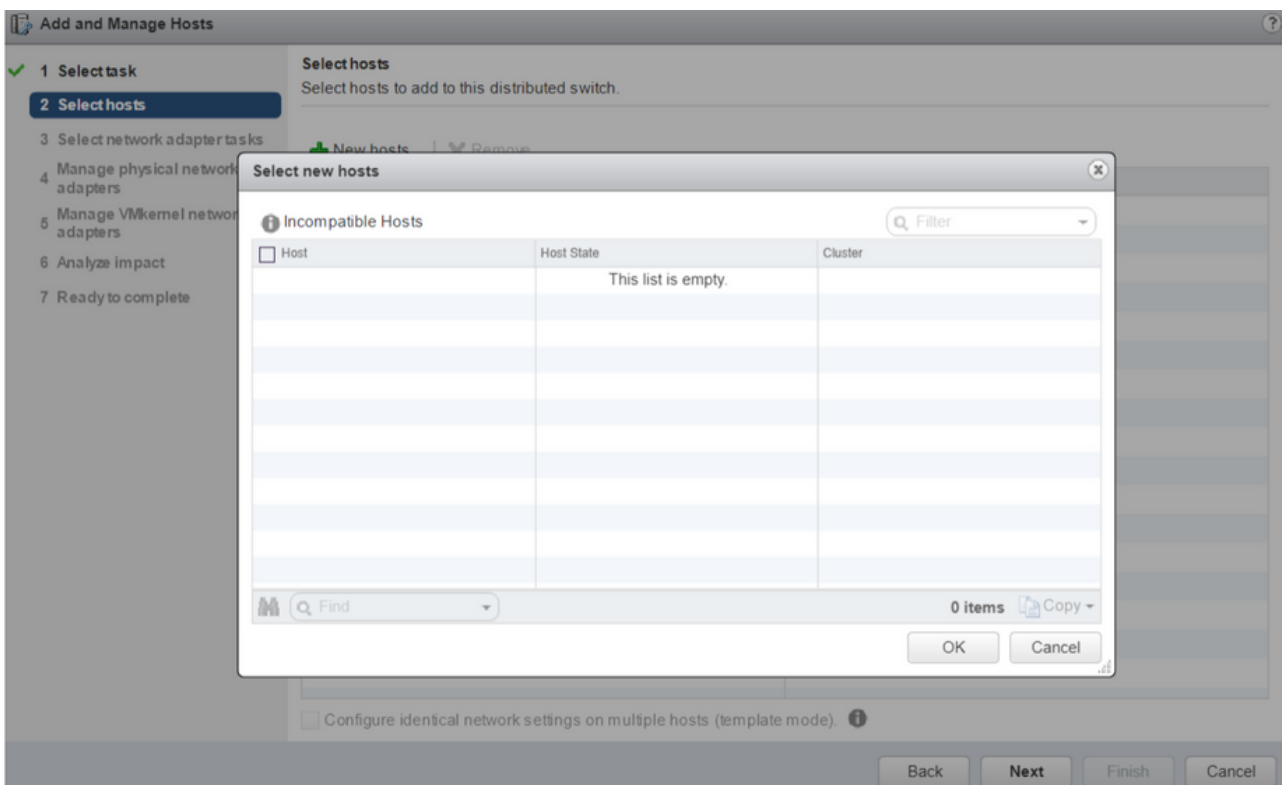 Add and Manage Hosts
?
1 Select task
2 Select hosts
3 Select network adapter tasks
4 Manage physical network
adapters
5 Manage VMkernel networ
adapters
6 Analyze impact
7 Ready to complete
Select hosts
Select hosts to add to this distributed switch.
New hosts
Remove
Select new hosts
Incompatible Hosts
Filter
Host
Host State
Cluster
This list is empty.
Find
0 items
Copy
OK
Cancel
Configure identical network settings on multiple hosts (template mode).
Back
Next
Finish
Cancel